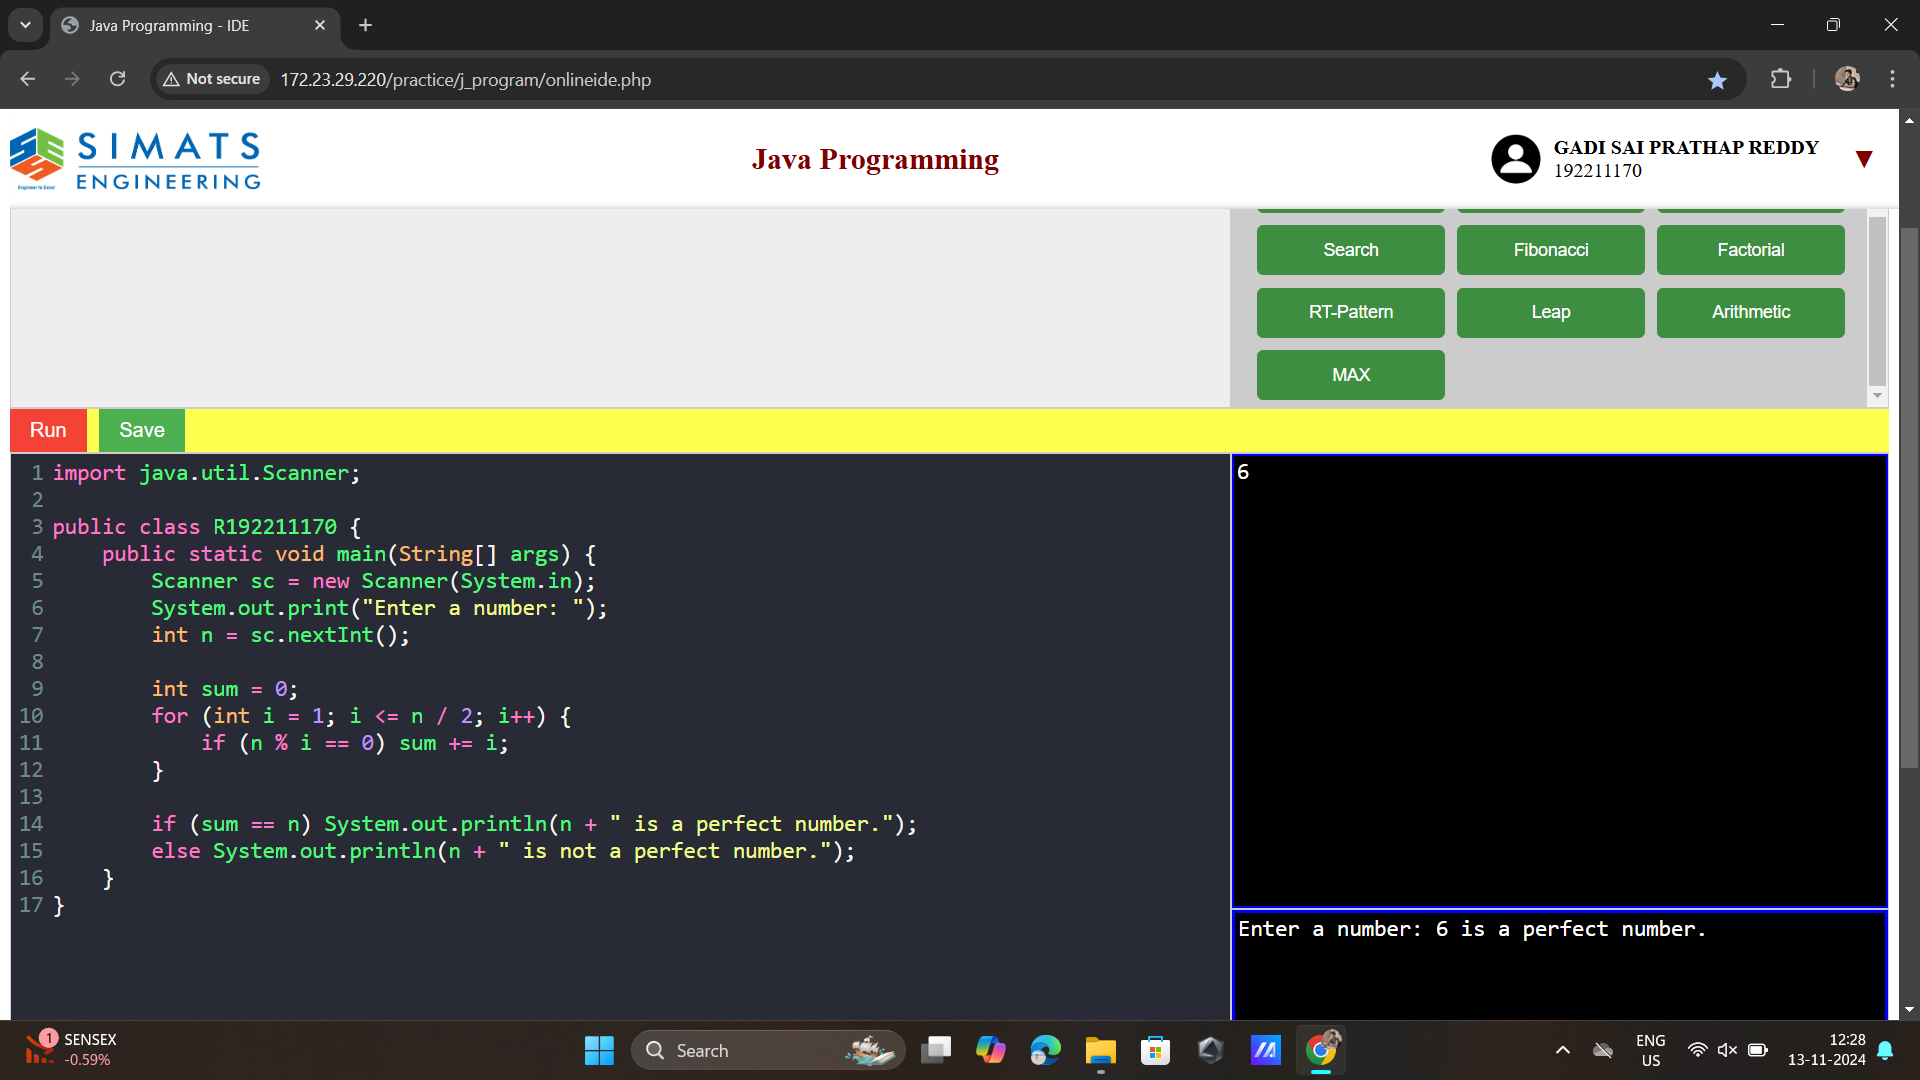 Java Programming - IDE
Not secure
172.23.29.220/practice/j_program/onlineide.php
SIMATS
ENGINEERING
Engineer to Excel
Java Programming
GADI SAI PRATHAP REDDY
192211170
Search
Fibonacci
Factorial
RT-Pattern
Leap
Arithmetic
MAX
Run
Save
1 import java.util.Scanner;
2
3 public class R192211170 {
4     public static void main(String[] args) {
5         Scanner sc = new Scanner(System.in);
6         System.out.print("Enter a number: ");
7         int n = sc.nextInt();
8
9         int sum = 0;
10         for (int i = 1; i <= n / 2; i++) {
11             if (n % i == 0) sum += i;
12         }
13
14         if (sum == n) System.out.println(n + " is a perfect number.");
15         else System.out.println(n + " is not a perfect number.");
16     }
17 }
6
Enter a number: 6 is a perfect number.
1
SENSEX
-0.59%
Search
ENG
US
12:28
13-11-2024